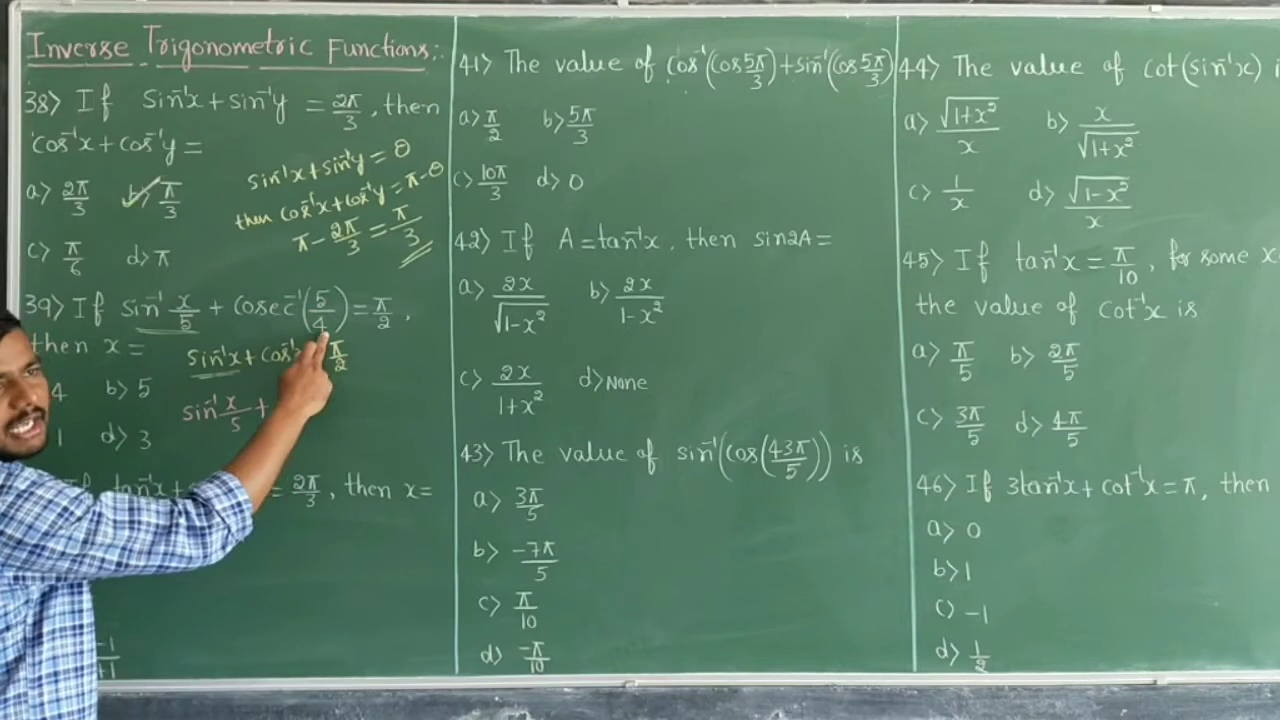 Inverse Trigonometric Functions:
38> If sin⁻¹x + sin⁻¹y = 2π/3, then
cos⁻¹x + cos⁻¹y =
a> 2π/3 b> π/3
c> π/6 d> π
sin⁻¹x + sin⁻¹y = θ
then cos⁻¹x + cos⁻¹y = π-θ
π - 2π/3 = π/3
39> If sin⁻¹ x/5 + cosec⁻¹(5/4) = π/2,
then x =
4 b> 5
1 d> 3
sin⁻¹x + cos⁻¹ π/2
sin⁻¹ x/5 +
If tan⁻¹x + = 2π/3, then x=
-1
+1
41> The value of cos⁻¹(cos 5π/3) + sin⁻¹(cos 5π/3)
a> π/2 b> 5π/3
c> 10π/3 d> 0
42> If A = tan⁻¹x, then sin2A =
a> 2x/√(1-x²) b> 2x/(1-x²)
c> 2x/(1+x²) d> None
43> The value of sin⁻¹(cos(43π/5)) is
a> 3π/5
b> -7π/5
c> π/10
d> -π/10
44> The value of cot(sin⁻¹x) i
a> √(1+x²)/x b> x/√(1+x²)
c> 1/x d> √(1-x²)/x
45> If tan⁻¹x = π/10, for some x
the value of cot⁻¹x is
a> π/5 b> 2π/5
c> 3π/5 d> 4π/5
46> If 3tan⁻¹x + cot⁻¹x = π, then
a> 0
b> 1
c> -1
d> 1/2